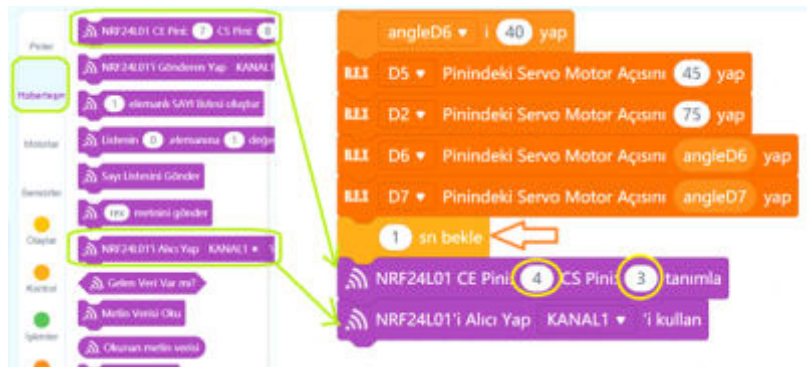 Pinler
Haberleşme
Motorlar
Sensörler
Olaylar
Kontrol
İşlemler
NRF24L01 CE Pini: 7 CS Pini: 8
NRF24L01'i Gönderen Yap KANAL1
1 elemanlı SAYI listesi oluştur
Listenin 0 .elemanına 1 değe
Sayı Listesini Gönder
rex metnini gönder
NRF24L01'i Alıcı Yap KANAL1
Gelen Veri Var mı?
Metin Verisi Oku
Okunan metin verisi
angleD6 i 40 yap
R.E.X D5 Pinindeki Servo Motor Açısını 45 yap
R.E.X D2 Pinindeki Servo Motor Açısını 75 yap
R.E.X D6 Pinindeki Servo Motor Açısını angleD6 yap
R.E.X D7 Pinindeki Servo Motor Açısını angleD7 yap
1 sn bekle
NRF24L01 CE Pini: 4 CS Pini: 3 tanımla
NRF24L01'i Alıcı Yap KANAL1 'i kullan